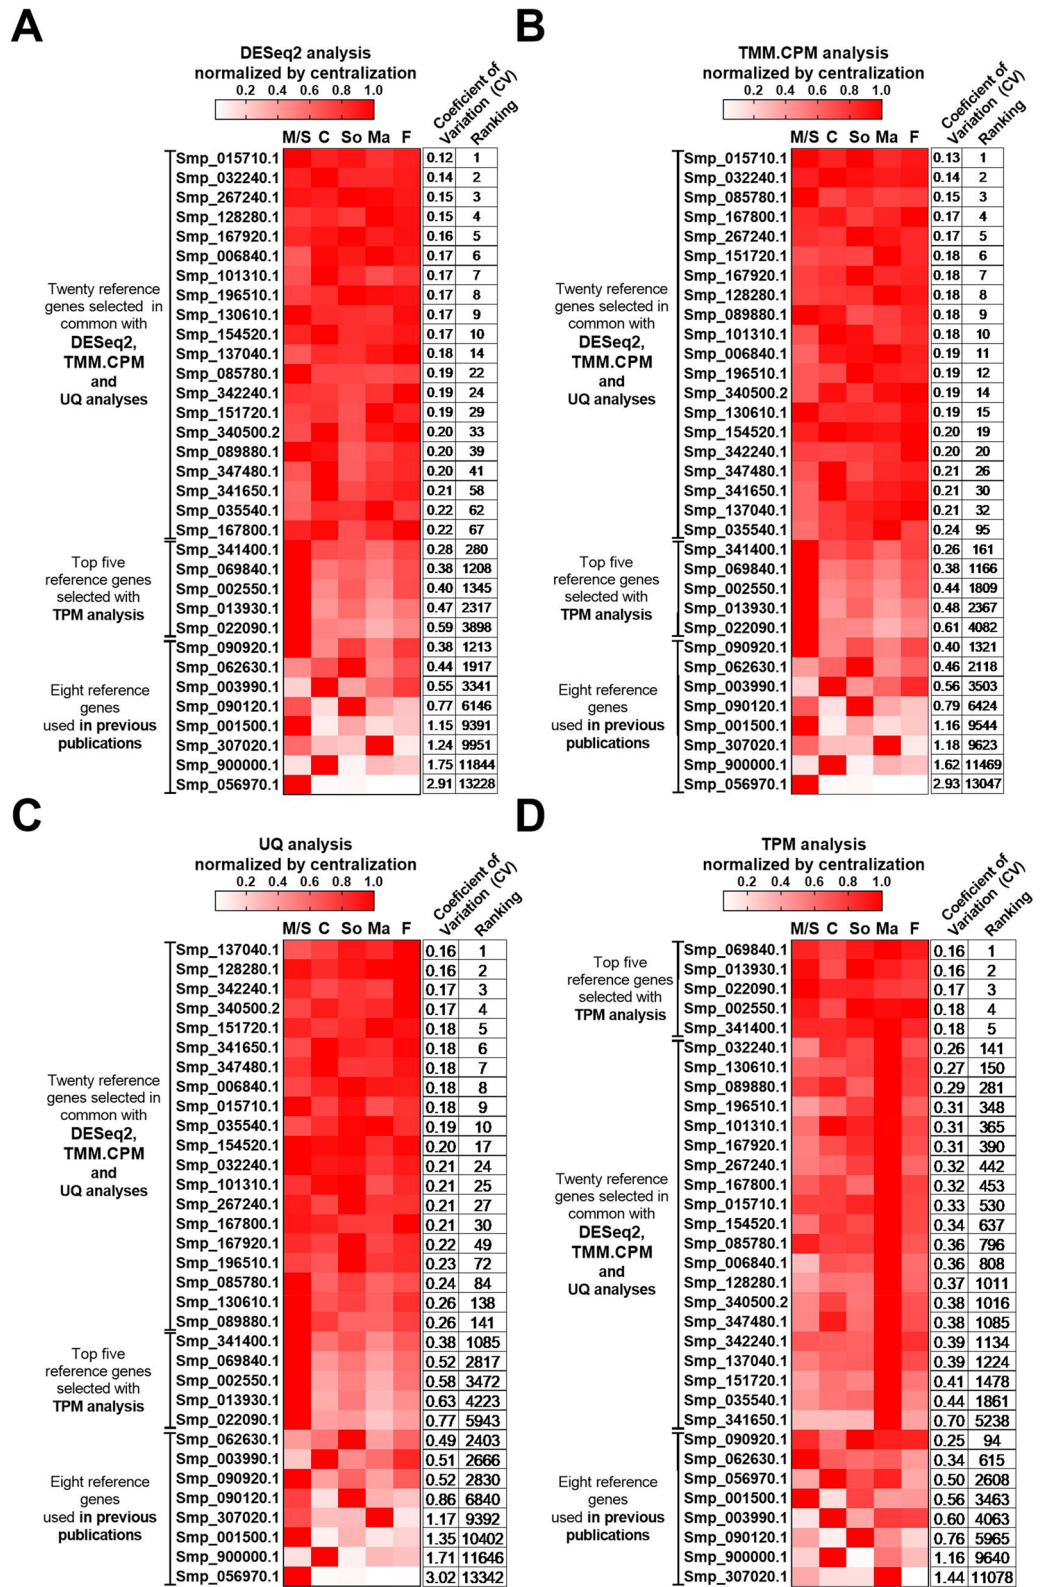 A
DESeq2 analysis
normalized by centralization
0.2 0.4 0.6 0.8 1.0
Coeficient of
Variation (CV)
Ranking
M/S C So Ma F
Smp_015710.1 0.12 1
Smp_032240.1 0.14 2
Smp_267240.1 0.15 3
Smp_128280.1 0.15 4
Smp_167920.1 0.16 5
Smp_006840.1 0.17 6
Smp_101310.1 0.17 7
Smp_196510.1 0.17 8
Smp_130610.1 0.17 9
Smp_154520.1 0.17 10
Smp_137040.1 0.18 14
Smp_085780.1 0.19 22
Smp_342240.1 0.19 24
Smp_151720.1 0.19 29
Smp_340500.2 0.20 33
Smp_089880.1 0.20 39
Smp_347480.1 0.20 41
Smp_341650.1 0.21 58
Smp_035540.1 0.22 62
Smp_167800.1 0.22 67
Twenty reference
genes selected in
common with
DESeq2,
TMM.CPM
and
UQ analyses
Smp_341400.1 0.28 280
Smp_069840.1 0.38 1208
Smp_002550.1 0.40 1345
Smp_013930.1 0.47 2317
Smp_022090.1 0.59 3898
Top five
reference genes
selected with
TPM analysis
Smp_090920.1 0.38 1213
Smp_062630.1 0.44 1917
Smp_003990.1 0.55 3341
Smp_090120.1 0.77 6146
Smp_001500.1 1.15 9391
Smp_307020.1 1.24 9951
Smp_900000.1 1.75 11844
Smp_056970.1 2.91 13228
Eight reference
genes
used in previous
publications
B
TMM.CPM analysis
normalized by centralization
0.2 0.4 0.6 0.8 1.0
Coeficient of
Variation (CV)
Ranking
M/S C So Ma F
Smp_015710.1 0.13 1
Smp_032240.1 0.14 2
Smp_085780.1 0.15 3
Smp_167800.1 0.17 4
Smp_267240.1 0.17 5
Smp_151720.1 0.18 6
Smp_167920.1 0.18 7
Smp_128280.1 0.18 8
Smp_089880.1 0.18 9
Smp_101310.1 0.18 10
Smp_006840.1 0.19 11
Smp_196510.1 0.19 12
Smp_340500.2 0.19 14
Smp_130610.1 0.19 15
Smp_154520.1 0.20 19
Smp_342240.1 0.20 20
Smp_347480.1 0.21 26
Smp_341650.1 0.21 30
Smp_137040.1 0.21 32
Smp_035540.1 0.24 95
Twenty reference
genes selected in
common with
DESeq2,
TMM.CPM
and
UQ analyses
Smp_341400.1 0.26 161
Smp_069840.1 0.38 1166
Smp_002550.1 0.44 1809
Smp_013930.1 0.48 2367
Smp_022090.1 0.61 4082
Top five
reference genes
selected with
TPM analysis
Smp_090920.1 0.40 1321
Smp_062630.1 0.46 2118
Smp_003990.1 0.56 3503
Smp_090120.1 0.79 6424
Smp_001500.1 1.16 9544
Smp_307020.1 1.18 9623
Smp_900000.1 1.62 11469
Smp_056970.1 2.93 13047
Eight reference
genes
used in previous
publications
C
UQ analysis
normalized by centralization
0.2 0.4 0.6 0.8 1.0
Coeficient of
Variation (CV)
Ranking
M/S C So Ma F
Smp_137040.1 0.16 1
Smp_128280.1 0.16 2
Smp_342240.1 0.17 3
Smp_340500.2 0.17 4
Smp_151720.1 0.18 5
Smp_341650.1 0.18 6
Smp_347480.1 0.18 7
Smp_006840.1 0.18 8
Smp_015710.1 0.18 9
Smp_035540.1 0.19 10
Smp_154520.1 0.20 17
Smp_032240.1 0.21 24
Smp_101310.1 0.21 25
Smp_267240.1 0.21 27
Smp_167800.1 0.21 30
Smp_167920.1 0.22 49
Smp_196510.1 0.23 72
Smp_085780.1 0.24 84
Smp_130610.1 0.26 138
Smp_089880.1 0.26 141
Twenty reference
genes selected in
common with
DESeq2,
TMM.CPM
and
UQ analyses
Smp_341400.1 0.38 1085
Smp_069840.1 0.52 2817
Smp_002550.1 0.58 3472
Smp_013930.1 0.63 4223
Smp_022090.1 0.77 5943
Top five
reference genes
selected with
TPM analysis
Smp_062630.1 0.49 2403
Smp_003990.1 0.51 2666
Smp_090920.1 0.52 2830
Smp_090120.1 0.86 6840
Smp_307020.1 1.17 9392
Smp_001500.1 1.35 10402
Smp_900000.1 1.71 11646
Smp_056970.1 3.02 13342
Eight reference
genes
used in previous
publications
D
TPM analysis
normalized by centralization
0.2 0.4 0.6 0.8 1.0
Coeficient of
Variation (CV)
Ranking
M/S C So Ma F
Smp_069840.1 0.16 1
Smp_013930.1 0.16 2
Smp_022090.1 0.17 3
Smp_002550.1 0.18 4
Smp_341400.1 0.18 5
Top five
reference genes
selected with
TPM analysis
Smp_032240.1 0.26 141
Smp_130610.1 0.27 150
Smp_089880.1 0.29 281
Smp_196510.1 0.31 348
Smp_101310.1 0.31 365
Smp_167920.1 0.31 390
Smp_267240.1 0.32 442
Smp_167800.1 0.32 453
Smp_015710.1 0.33 530
Smp_154520.1 0.34 637
Smp_085780.1 0.36 796
Smp_006840.1 0.36 808
Smp_128280.1 0.37 1011
Smp_340500.2 0.38 1016
Smp_347480.1 0.38 1085
Smp_342240.1 0.39 1134
Smp_137040.1 0.39 1224
Smp_151720.1 0.41 1478
Smp_035540.1 0.44 1861
Smp_341650.1 0.70 5238
Twenty reference
genes selected in
common with
DESeq2,
TMM.CPM
and
UQ analyses
Smp_090920.1 0.25 94
Smp_062630.1 0.34 615
Smp_056970.1 0.50 2608
Smp_001500.1 0.56 3463
Smp_003990.1 0.60 4063
Smp_090120.1 0.76 5965
Smp_900000.1 1.16 9640
Smp_307020.1 1.44 11078
Eight reference
genes
used in previous
publications